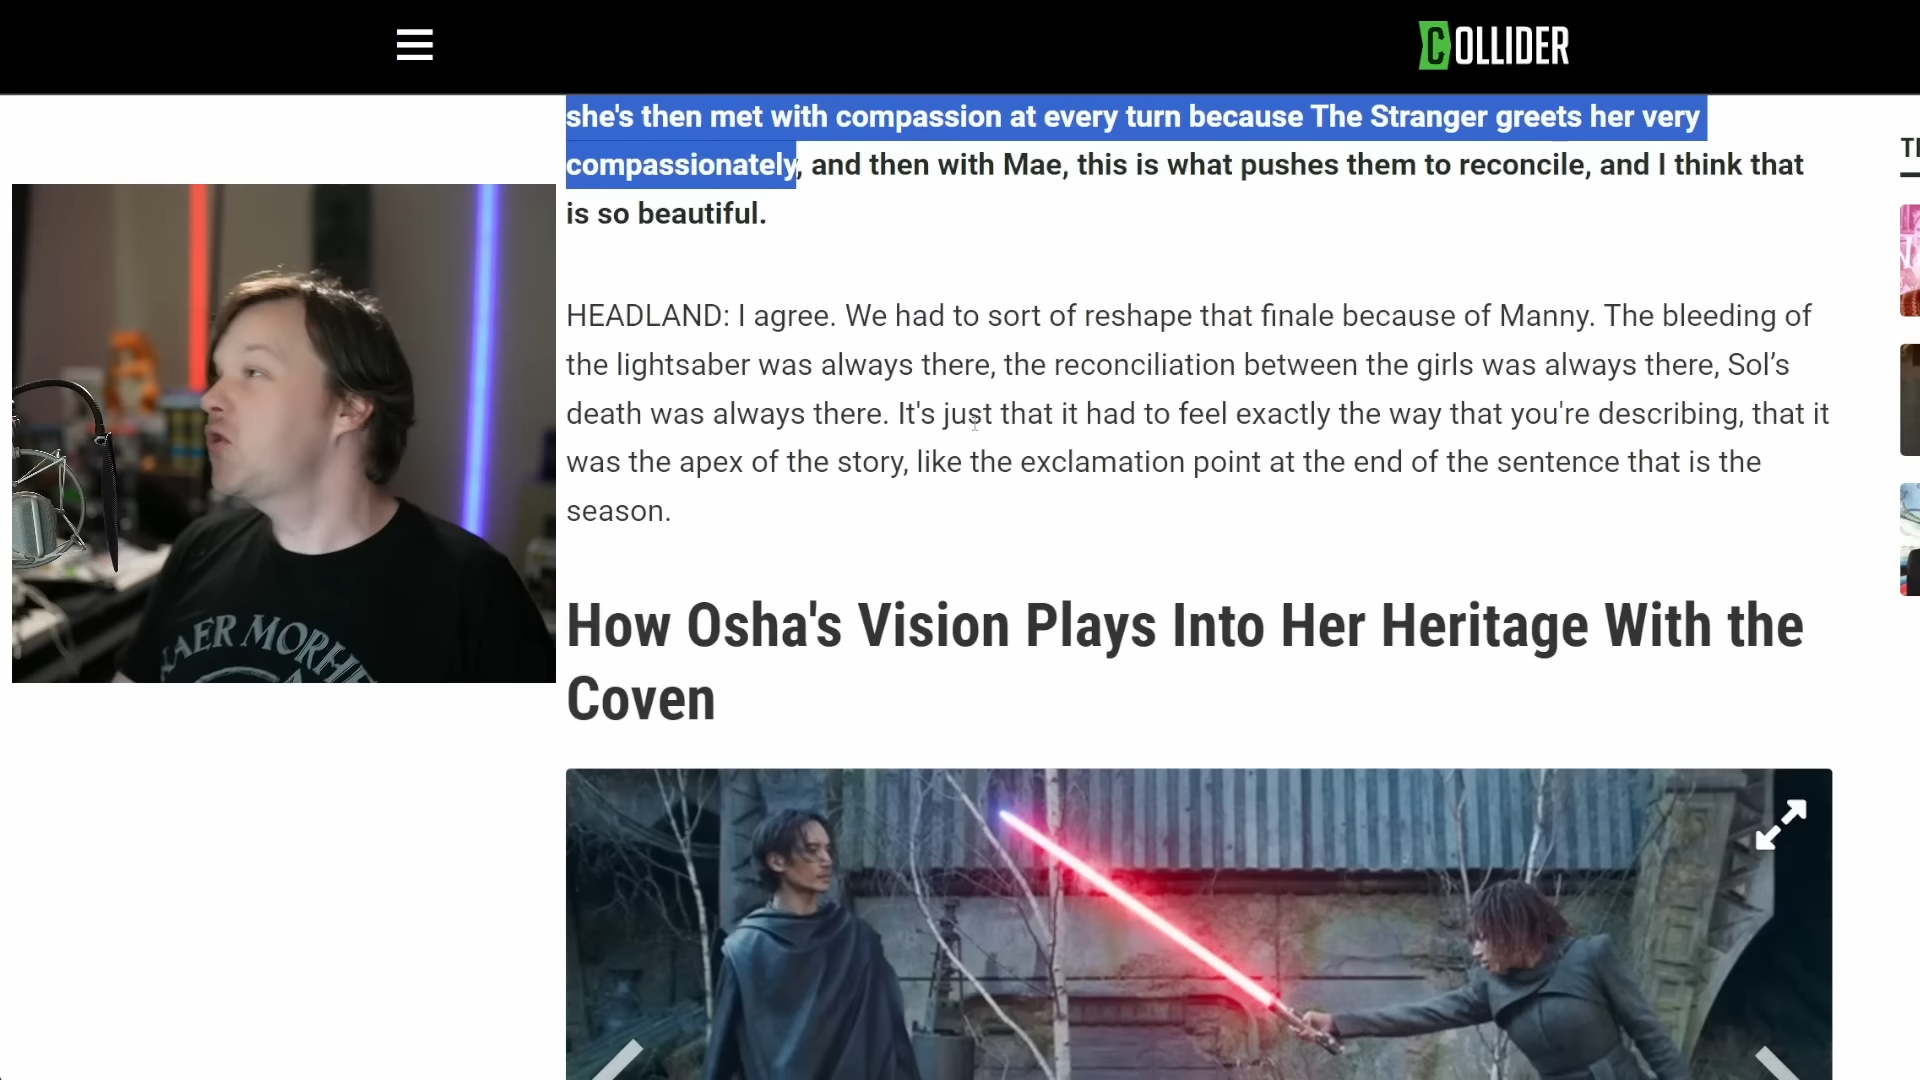 COLLIDER
she's then met with compassion at every turn because The Stranger greets her very
compassionately, and then with Mae, this is what pushes them to reconcile, and I think that
is so beautiful.
HEADLAND: I agree. We had to sort of reshape that finale because of Manny. The bleeding of
the lightsaber was always there, the reconciliation between the girls was always there, Sol’s
death was always there. It's just that it had to feel exactly the way that you're describing, that it
was the apex of the story, like the exclamation point at the end of the sentence that is the
season.
How Osha's Vision Plays Into Her Heritage With the
Coven